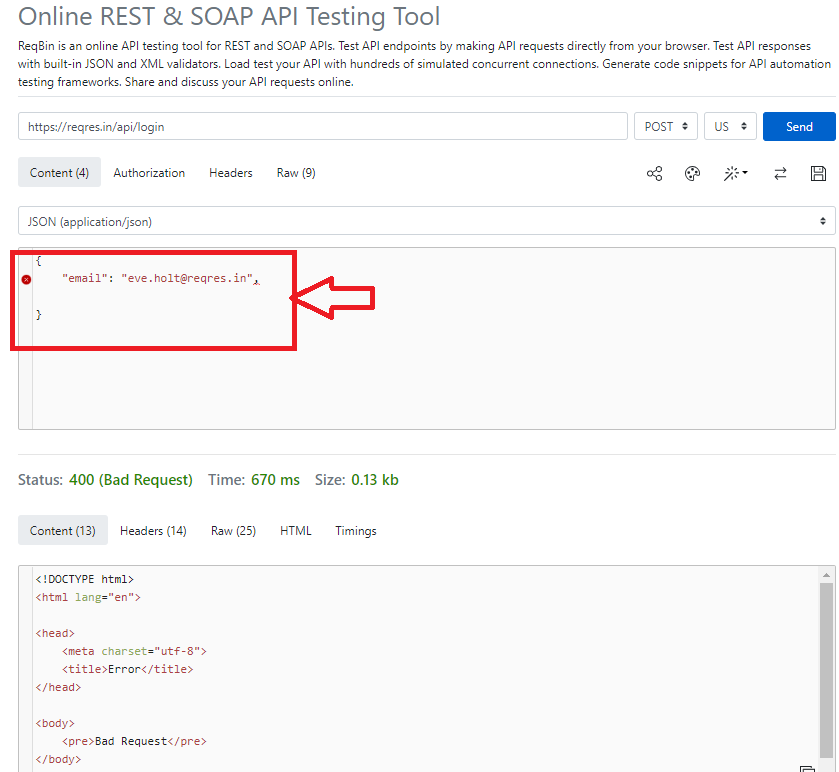 Online REST & SOAP API Testing Tool
ReqBin is an online API testing tool for REST and SOAP APIs. Test API endpoints by making API requests directly from your browser. Test API responses
with built-in JSON and XML validators. Load test your API with hundreds of simulated concurrent connections. Generate code snippets for API automation
testing frameworks. Share and discuss your API requests online.
https://reqres.in/api/login POST US Send
Content (4) Authorization Headers Raw (9)
JSON (application/json)
{
"email": "eve.holt@reqres.in",
}
Status: 400 (Bad Request) Time: 670 ms Size: 0.13 kb
Content (13) Headers (14) Raw (25) HTML Timings
<!DOCTYPE html>
<html lang="en">
<head>
<meta charset="utf-8">
<title>Error</title>
</head>
<body>
<pre>Bad Request</pre>
</body>